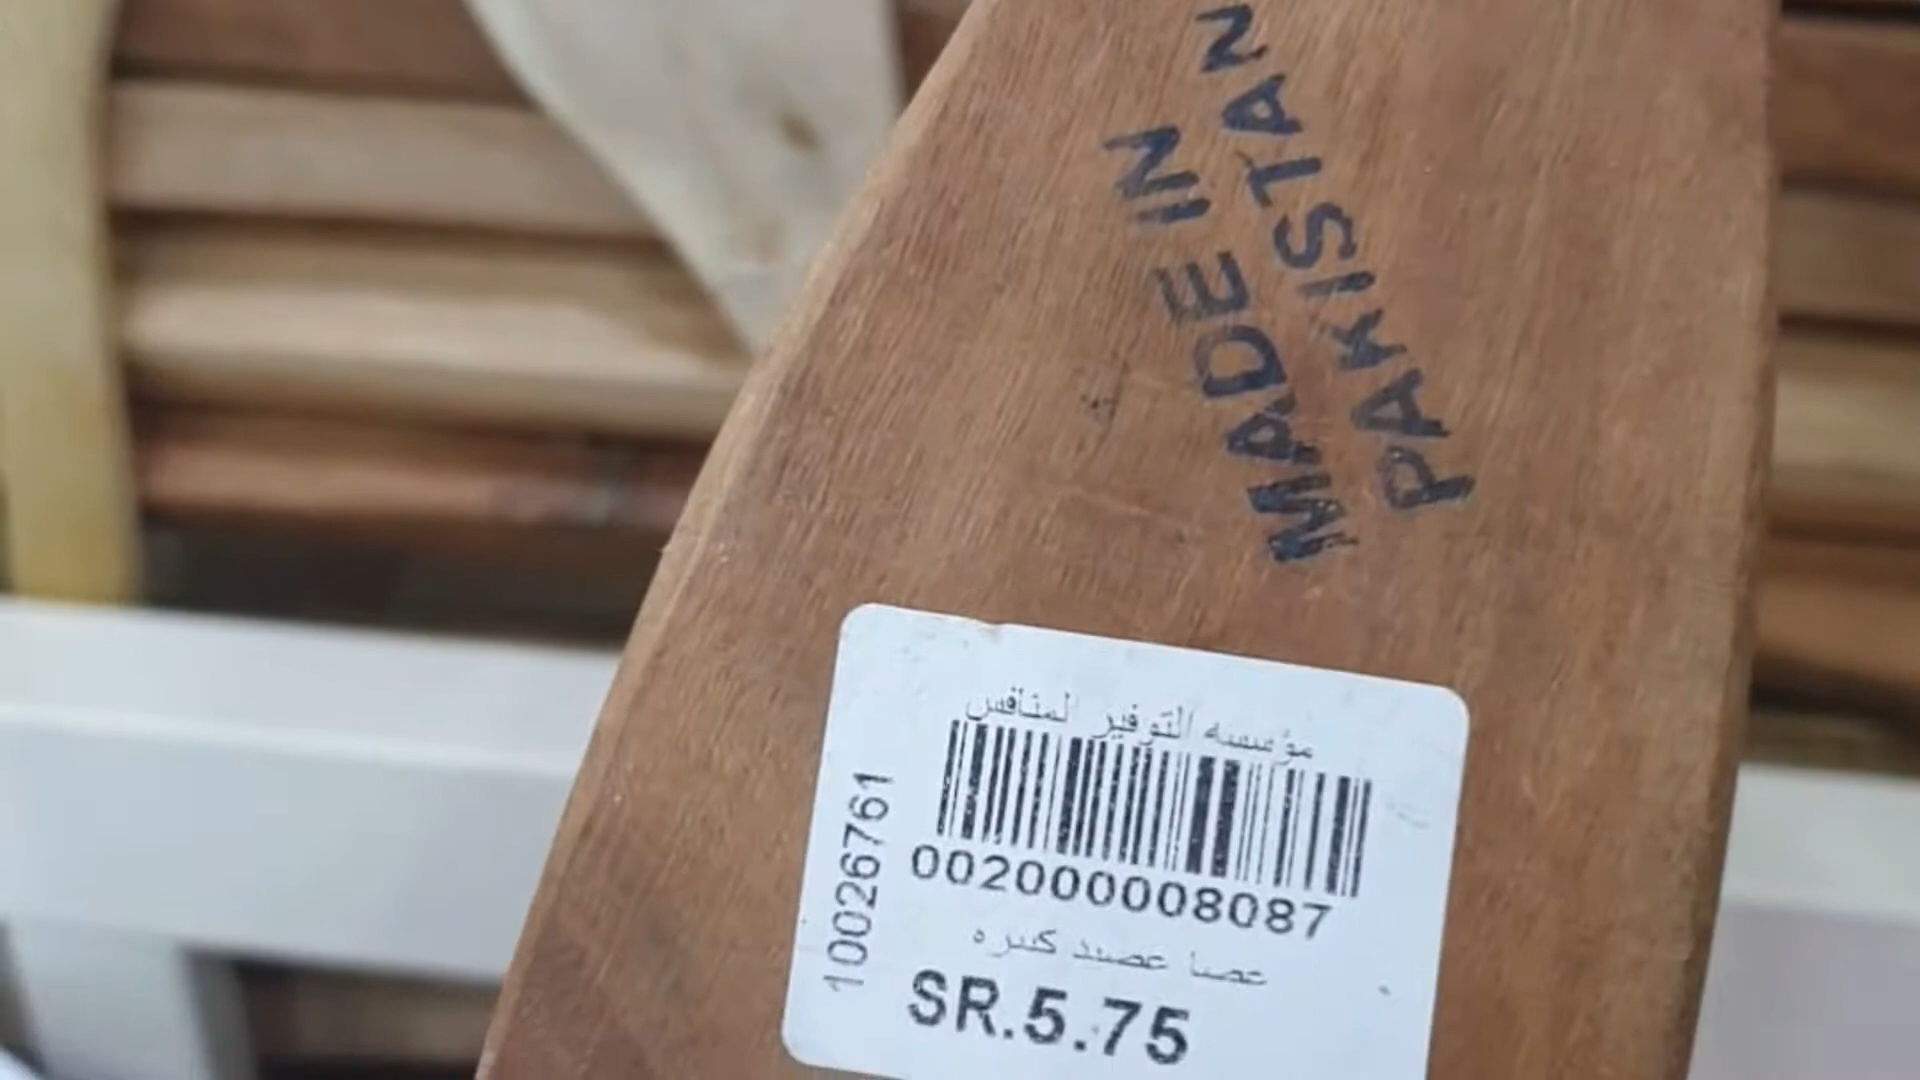 MADE IN
PAKISTAN
مؤسسه التوفير المنافس
10026761
002000008087
عصا عصيد كبيره
SR.5.75